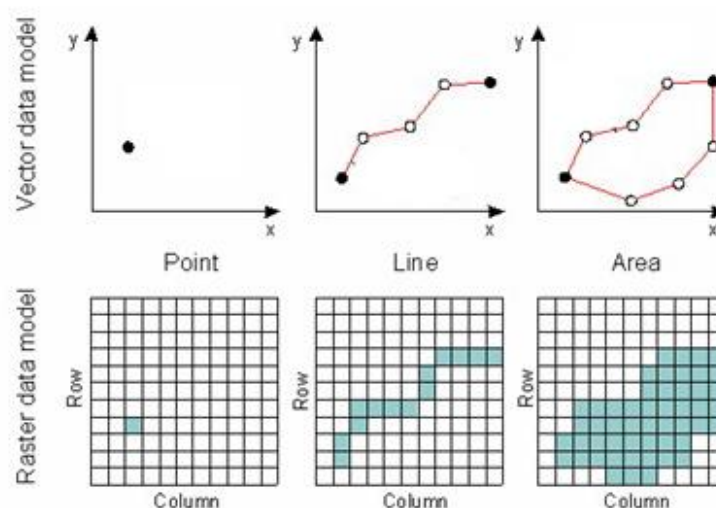 Vector data model
y
x
y
x
y
x
Point
Line
Area
Raster data model
Row
Column
Row
Column
Row
Column